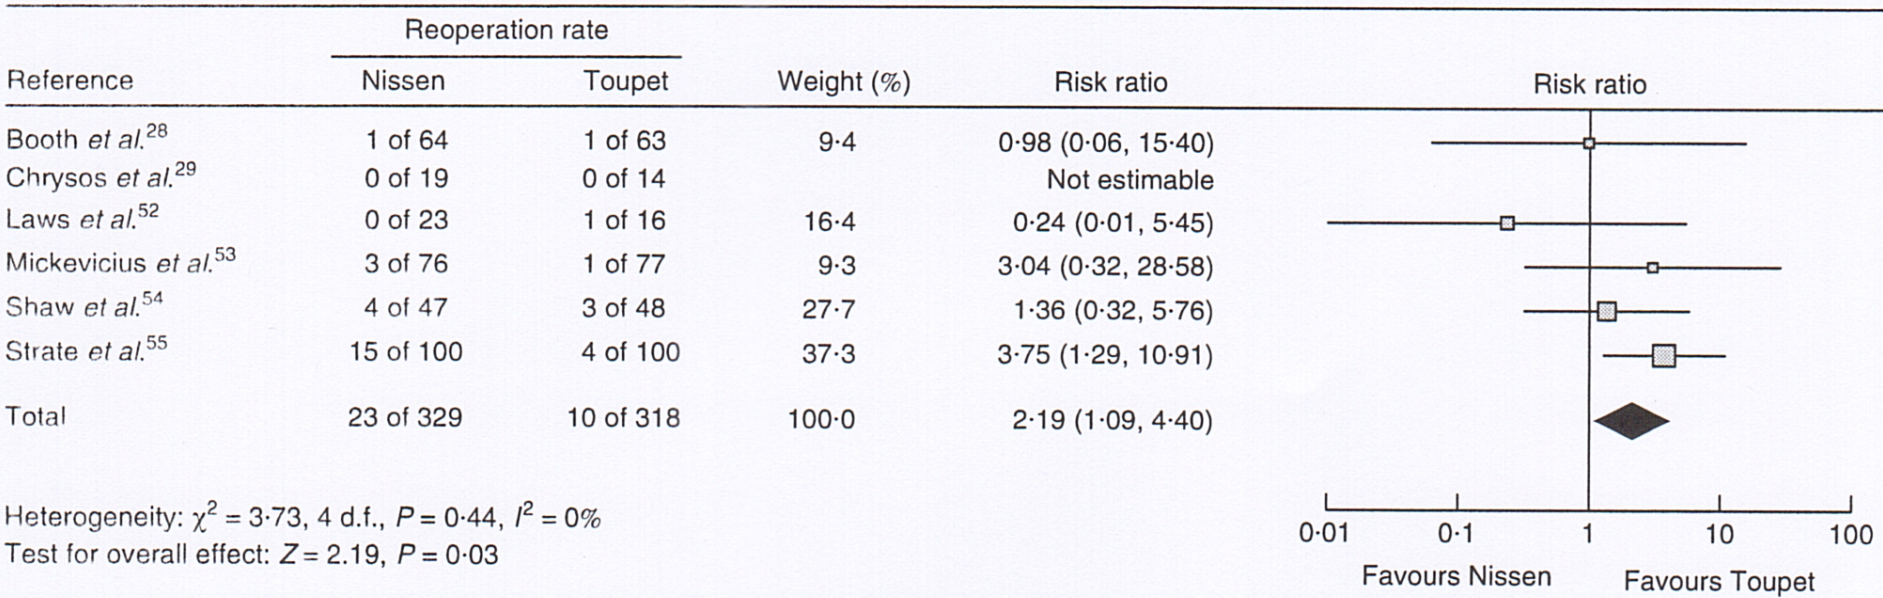 Reoperation rate
Reference Nissen Toupet Weight (%) Risk ratio Risk ratio
Booth et al.28 1 of 64 1 of 63 9·4 0·98 (0·06, 15·40)
Chrysos et al.29 0 of 19 0 of 14 Not estimable
Laws et al.52 0 of 23 1 of 16 16·4 0·24 (0·01, 5·45)
Mickevicius et al.53 3 of 76 1 of 77 9·3 3·04 (0·32, 28·58)
Shaw et al.54 4 of 47 3 of 48 27·7 1·36 (0·32, 5·76)
Strate et al.55 15 of 100 4 of 100 37·3 3·75 (1·29, 10·91)
Total 23 of 329 10 of 318 100·0 2·19 (1·09, 4·40)
Heterogeneity: χ² = 3·73, 4 d.f., P = 0·44, I² = 0%
Test for overall effect: Z = 2.19, P = 0·03
0·01 0·1 1 10 100
Favours Nissen Favours Toupet